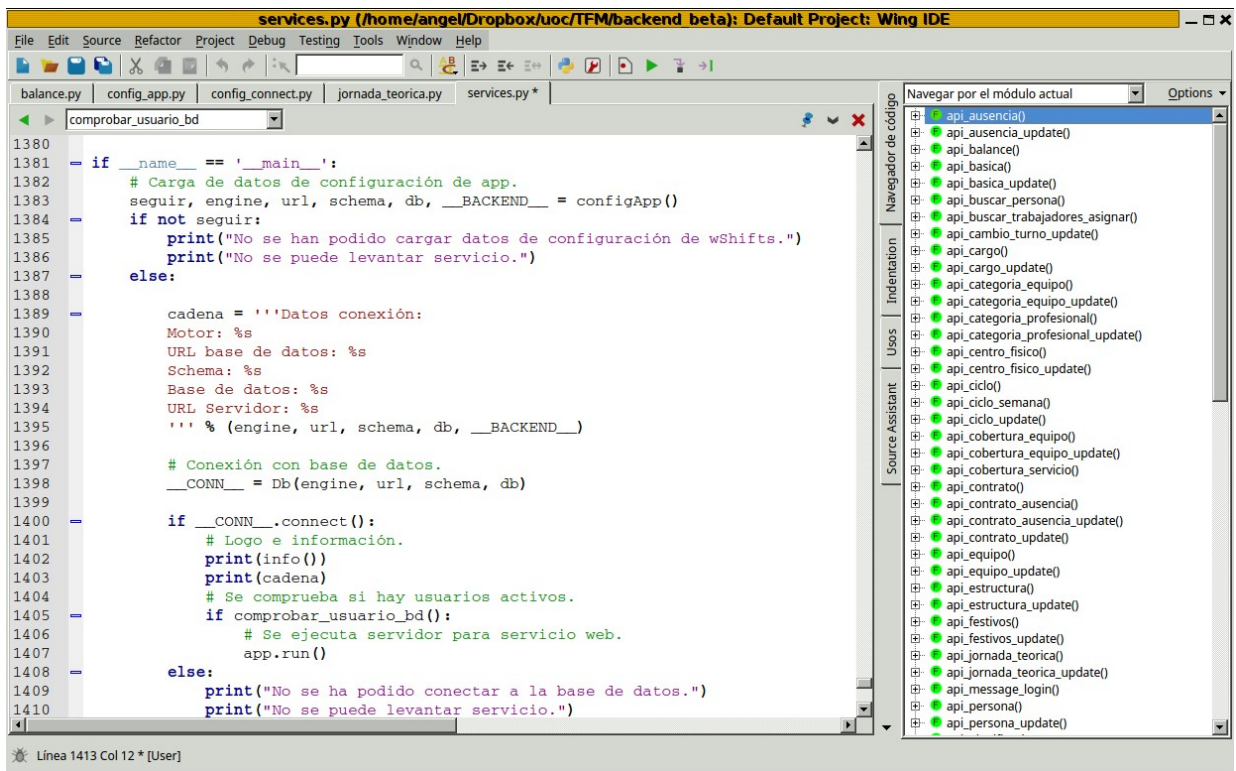 services.py (/home/angel/Dropbox/uoc/TFM/backend_beta): Default Project: Wing IDE
File Edit Source Refactor Project Debug Testing Tools Window Help
balance.py config_app.py config_connect.py jornada_teorica.py services.py *
comprobar_usuario_bd
1380
1381 if __name__ == '__main__':
1382 # Carga de datos de configuración de app.
1383 seguir, engine, url, schema, db, __BACKEND__ = configApp()
1384 if not seguir:
1385 print("No se han podido cargar datos de configuración de wShifts.")
1386 print("No se puede levantar servicio.")
1387 else:
1388
1389 cadena = '''Datos conexión:
1390 Motor: %s
1391 URL base de datos: %s
1392 Schema: %s
1393 Base de datos: %s
1394 URL Servidor: %s
1395 ''' % (engine, url, schema, db, __BACKEND__)
1396
1397 # Conexión con base de datos.
1398 __CONN__ = Db(engine, url, schema, db)
1399
1400 if __CONN__.connect():
1401 # Logo e información.
1402 print(info())
1403 print(cadena)
1404 # Se comprueba si hay usuarios activos.
1405 if comprobar_usuario_bd():
1406 # Se ejecuta servidor para servicio web.
1407 app.run()
1408 else:
1409 print("No se ha podido conectar a la base de datos.")
1410 print("No se puede levantar servicio.")
Navegador de código
Indentation
Usos
Source Assistant
Navegar por el módulo actual Options
api_ausencia()
api_ausencia_update()
api_balance()
api_basica()
api_basica_update()
api_buscar_persona()
api_buscar_trabajadores_asignar()
api_cambio_turno_update()
api_cargo()
api_cargo_update()
api_categoria_equipo()
api_categoria_equipo_update()
api_categoria_profesional()
api_categoria_profesional_update()
api_centro_fisico()
api_centro_fisico_update()
api_ciclo()
api_ciclo_semana()
api_ciclo_update()
api_cobertura_equipo()
api_cobertura_equipo_update()
api_cobertura_servicio()
api_contrato()
api_contrato_ausencia()
api_contrato_ausencia_update()
api_contrato_update()
api_equipo()
api_equipo_update()
api_estructura()
api_estructura_update()
api_festivos()
api_festivos_update()
api_jornada_teorica()
api_jornada_teorica_update()
api_message_login()
api_persona()
api_persona_update()
Línea 1413 Col 12 * [User]